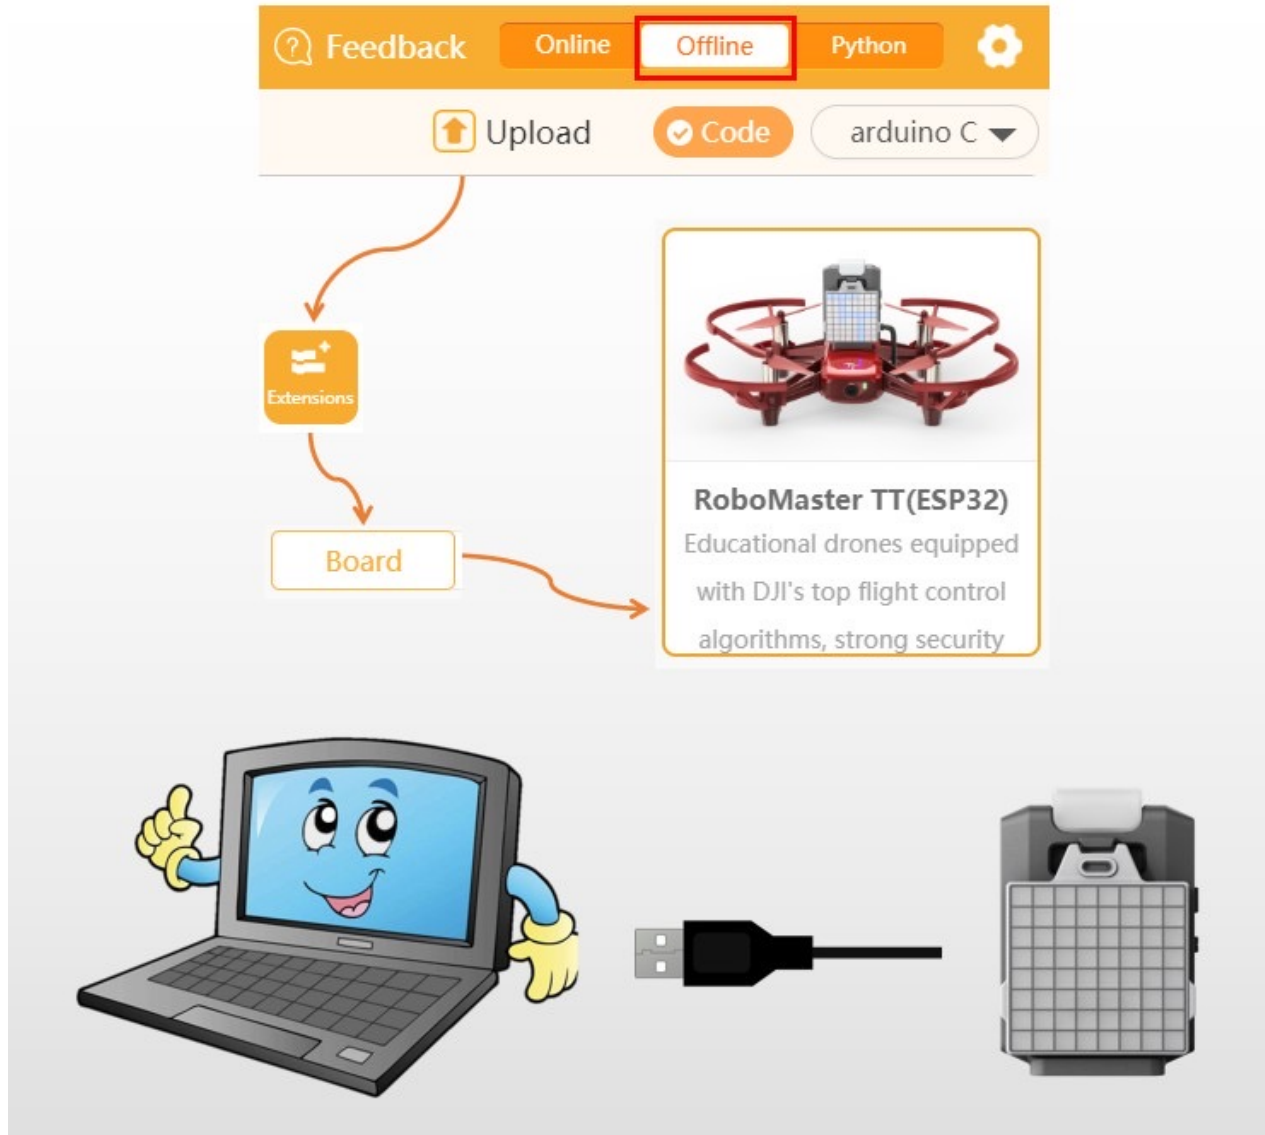 Feedback
Online
Offline
Python
Upload
Code
arduino C
Extensions
Board
RoboMaster TT(ESP32)
Educational drones equipped
with DJI's top flight control
algorithms, strong security